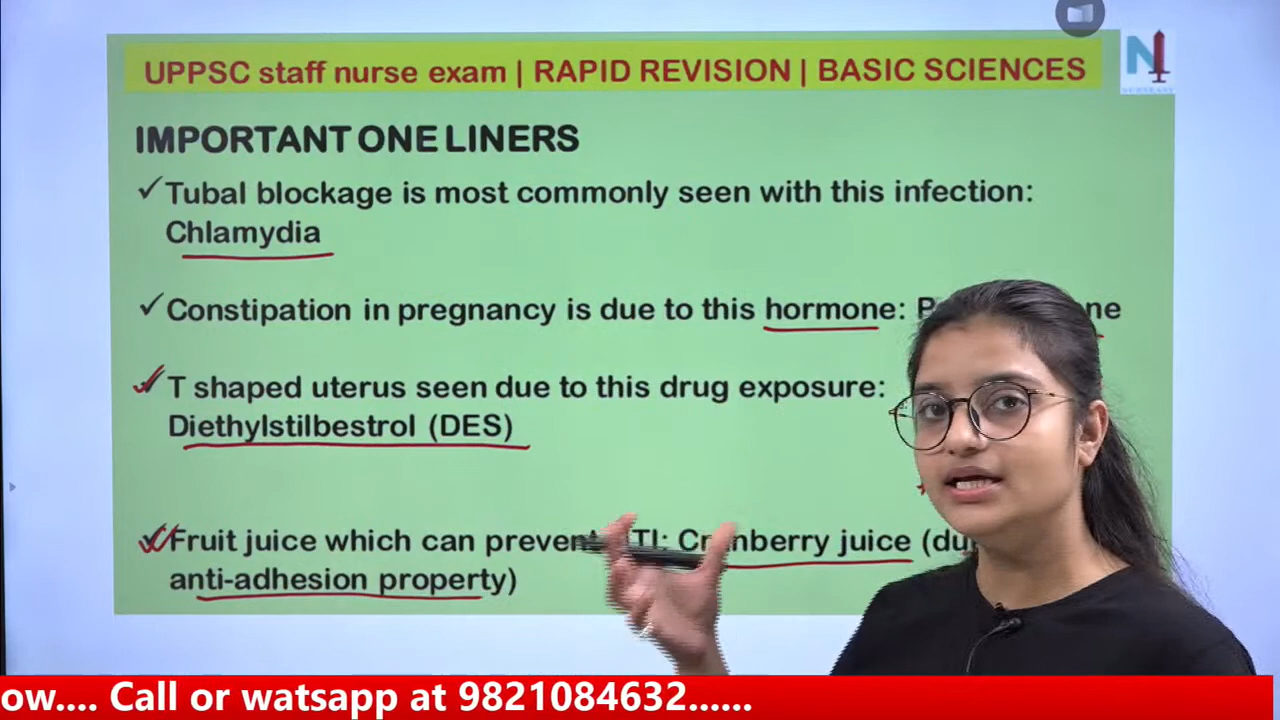 UPPSC staff nurse exam | RAPID REVISION | BASIC SCIENCES
N
IMPORTANT ONE LINERS
✓Tubal blockage is most commonly seen with this infection:
Chlamydia
✓Constipation in pregnancy is due to this hormone:
✓T shaped uterus seen due to this drug exposure:
Diethylstilbestrol (DES)
✓Fruit juice which can prevent juice (
anti-adhesion property)
ow.... Call or watsapp at 9821084632......